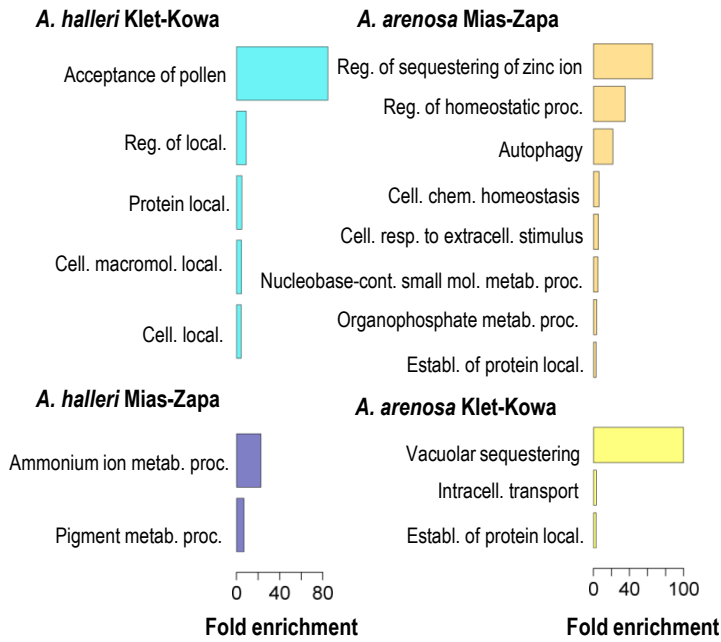 A. halleri Klet-Kowa
Acceptance of pollen
Reg. of local.
Protein local.
Cell. macromol. local.
Cell. local.
A. halleri Mias-Zapa
Ammonium ion metab. proc.
Pigment metab. proc.
0 40 80
Fold enrichment
A. arenosa Mias-Zapa
Reg. of sequestering of zinc ion
Reg. of homeostatic proc.
Autophagy
Cell. chem. homeostasis
Cell. resp. to extracell. stimulus
Nucleobase-cont. small mol. metab. proc.
Organophosphate metab. proc.
Establ. of protein local.
A. arenosa Klet-Kowa
Vacuolar sequestering
Intracell. transport
Establ. of protein local.
0 40 100
Fold enrichment